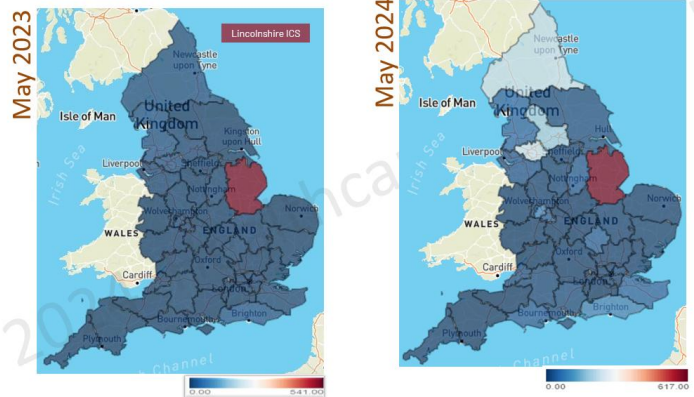 May 2023
Lincolnshire ICS
Newcastle
upon Tyne
United
Kingdom
Isle of Man
Kingston
upon Hull
Irish Sea
Liverpool
Sheffield
Nottingham
Norwich
Wolverhampton
WALES
ENGLAND
Oxford
Cardiff
London
Bournemouth
Brighton
Plymouth
Channel
0.00
541.00
May 2024
Newcastle
upon Tyne
United
Kingdom
Isle of Man
Hull
Irish Sea
Liverpool
Sheffield
Nottingham
Norwich
Wolverhampton
WALES
ENGLAND
Oxford
Cardiff
London
Bournemouth
Brighton
Plymouth
Channel
0.00
617.00